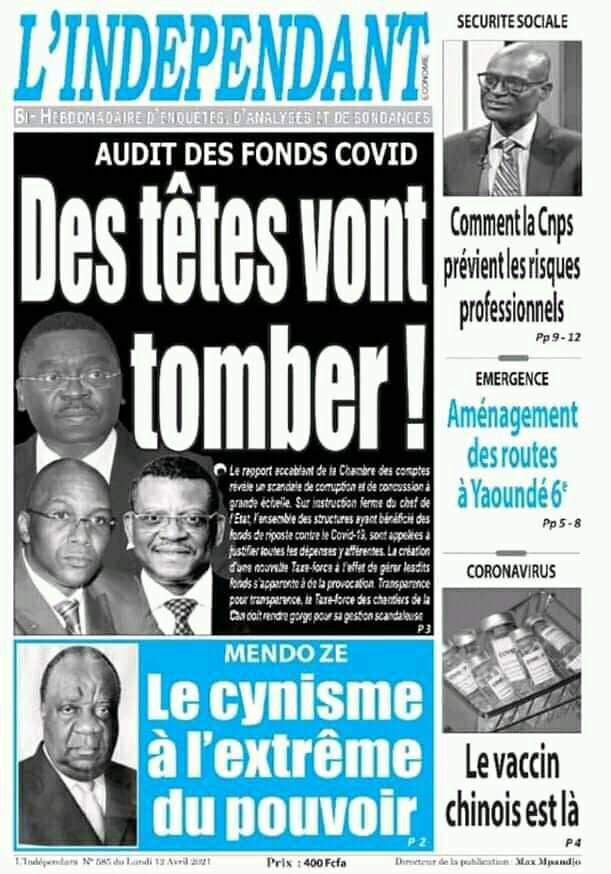 L'INDEPENDANT
ECONOMIE
BI- HEBDOMADAIRE D'ENQUETES, D'ANALYSES ET DE SONDANGES
AUDIT DES FONDS COVID
Des têtes vont
tomber !
Le rapport accablant de la Chambre des comptes
révèle un scandale de corruption et de concussion à
grande échelle. Sur instruction ferme du chef de
l'Etat, l'ensemble des structures ayant bénéficié des
fonds de riposte contre le Covid-19, sont appelées à
justifier toutes les dépenses y afférentes. La création
d'une nouvelle Taxe-force à l'effet de gérer lesdits
fonds s'apparente à de la provocation. Transparence
pour transparence, la Taxe-force des chantiers de la
Can doit rendre gorge pour sa gestion scandaleuse
P 3
MENDO ZE
Le cynisme
à l'extrême
du pouvoir
P 2
SECURITE SOCIALE
Comment la Cnps
prévient les risques
professionnels
Pp 9 - 12
EMERGENCE
Aménagement
des routes
à Yaoundé 6e
Pp 5 - 8
CORONAVIRUS
Le vaccin
chinois est là
P 4
L'Indépendant N° 585 du Lundi 12 Avril 2021
Prix : 400 Fcfa
Directeur de la publication : Max Mpandjo